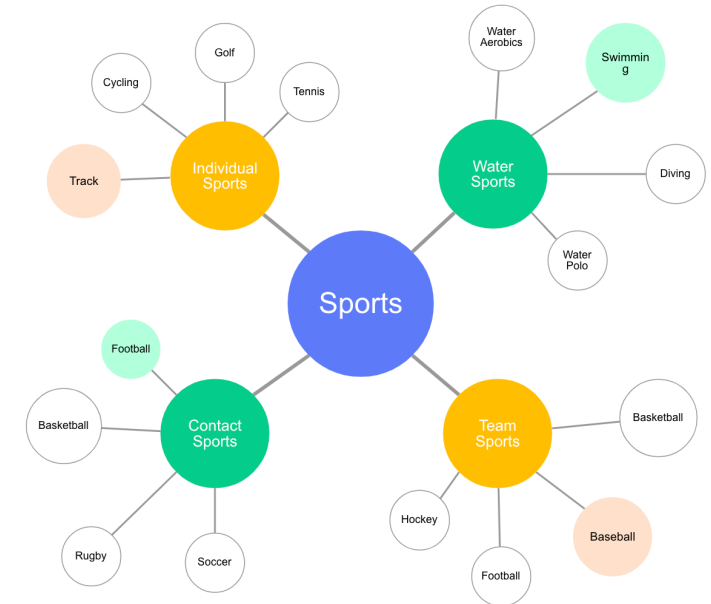 Water
Aerobics
Golf
Swimmin
g
Cycling
Tennis
Individual
Sports
Water
Sports
Diving
Track
Water
Polo
Sports
Football
Basketball
Contact
Sports
Team
Sports
Basketball
Hockey
Baseball
Rugby
Soccer
Football